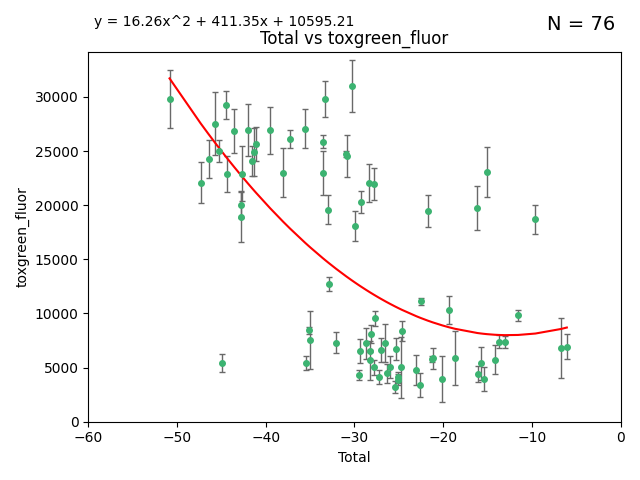 y = 16.26x^2 + 411.35x + 10595.21
N = 76
Total vs toxgreen_fluor
toxgreen_fluor
30000
25000
20000
15000
10000
5000
0
−60
−50
−40
−30
−20
−10
0
Total